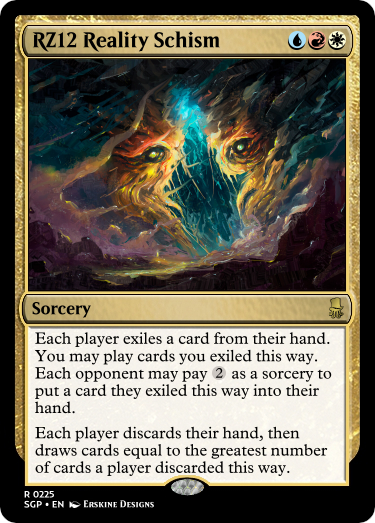 RZ12 Reality Schism
Sorcery
Each player exiles a card from their hand.
You may play cards you exiled this way.
Each opponent may pay 2 as a sorcery to
put a card they exiled this way into their
hand.
Each player discards their hand, then
draws cards equal to the greatest number
of cards a player discarded this way.
R 0225
SGP • EN Erskine Designs